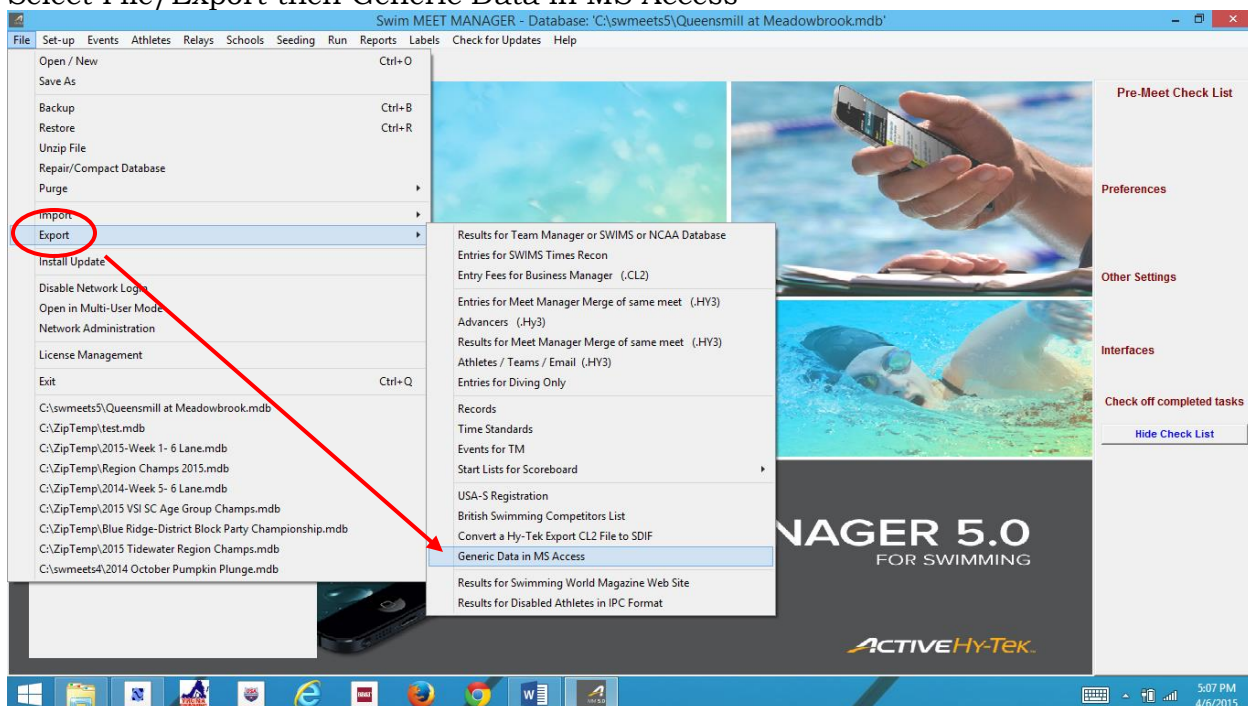 Select File/Export then Generic Data in MS Access
Swim MEET MANAGER - Database: 'C:\swmeets5\Queensmill at Meadowbrook.mdb'
File Set-up Events Athletes Relays Schools Seeding Run Reports Labels Check for Updates Help
Open / New Ctrl+O
Save As
Backup Ctrl+B
Restore Ctrl+R
Unzip File
Repair/Compact Database
Purge
Import
Export
Install Update
Disable Network Login
Open in Multi-User Mode
Network Administration
License Management
Exit Ctrl+Q
C:\swmeets5\Queensmill at Meadowbrook.mdb
C:\ZipTemp\test.mdb
C:\ZipTemp\2015-Week 1- 6 Lane.mdb
C:\ZipTemp\Region Champs 2015.mdb
C:\ZipTemp\2014-Week 5- 6 Lane.mdb
C:\ZipTemp\2015 VSI SC Age Group Champs.mdb
C:\ZipTemp\Blue Ridge-District Block Party Championship.mdb
C:\ZipTemp\2015 Tidewater Region Champs.mdb
C:\swmeets4\2014 October Pumpkin Plunge.mdb
Results for Team Manager or SWIMS or NCAA Database
Entries for SWIMS Times Recon
Entry Fees for Business Manager (.CL2)
Entries for Meet Manager Merge of same meet (.HY3)
Advancers (.Hy3)
Results for Meet Manager Merge of same meet (.HY3)
Athletes / Teams / Email (.HY3)
Entries for Diving Only
Records
Time Standards
Events for TM
Start Lists for Scoreboard
USA-S Registration
British Swimming Competitors List
Convert a Hy-Tek Export CL2 File to SDIF
Generic Data in MS Access
Results for Swimming World Magazine Web Site
Results for Disabled Athletes in IPC Format
Pre-Meet Check List
Preferences
Other Settings
Interfaces
Check off completed tasks
Hide Check List
NAGER 5.0
FOR SWIMMING
ACTIVE Hy-Tek
5:07 PM
4/6/2015